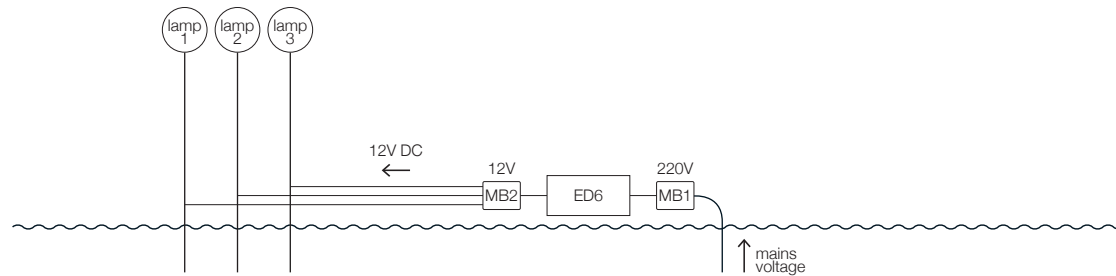 lamp
1
lamp
2
lamp
3
12V DC
12V
220V
MB2
ED6
MB1
mains
voltage